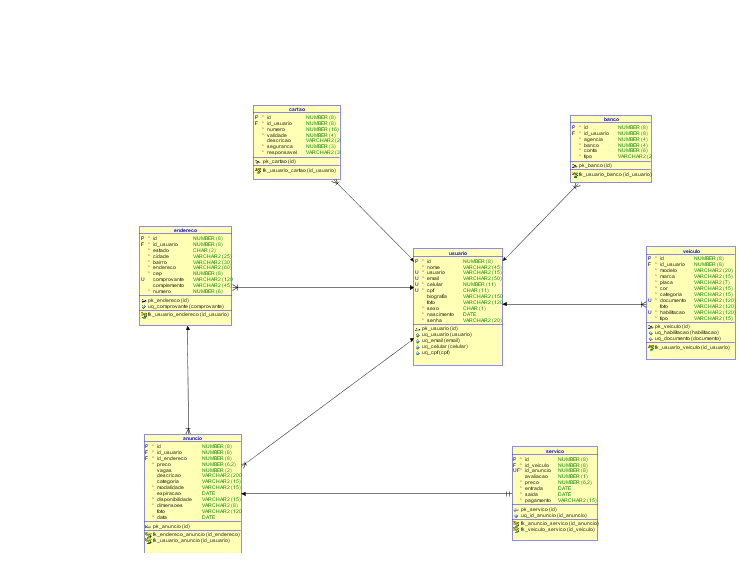 cartao
P * id NUMBER (8)
F * id_usuario NUMBER (8)
* numero NUMBER (16)
* validade NUMBER (4)
descricao VARCHAR2 (2
* seguranca NUMBER (3)
* responsavel VARCHAR2 (3
pk_cartao (id)
fk_usuario_cartao (id_usuario)
banco
P * id NUMBER (8)
F * id_usuario NUMBER (8)
* agencia NUMBER (4)
* banco NUMBER (4)
* conta NUMBER (6)
* tipo VARCHAR2 (2
pk_banco (id)
fk_usuario_banco (id_usuario)
endereco
P * id NUMBER (8)
F * id_usuario NUMBER (8)
* estado CHAR (2)
* cidade VARCHAR2 (25)
* bairro VARCHAR2 (30)
* endereco VARCHAR2 (60)
* cep NUMBER (8)
U comprovante VARCHAR2 (120
complemento VARCHAR2 (45)
* numero NUMBER (6)
pk_endereco (id)
uq_comprovante (comprovante)
fk_usuario_endereco (id_usuario)
usuario
P * id NUMBER (8)
* nome VARCHAR2 (45)
U * usuario VARCHAR2 (15)
U * email VARCHAR2 (50)
U * celular NUMBER (11)
U * cpf CHAR (11)
biografia VARCHAR2 (150
foto VARCHAR2 (120
* sexo CHAR (1)
* nascimento DATE
* senha VARCHAR2 (20)
pk_usuario (id)
uq_usuario (usuario)
uq_email (email)
uq_celular (celular)
uq_cpf (cpf)
veiculo
P * id NUMBER (8)
F * id_usuario NUMBER (8)
* modelo VARCHAR2 (20)
* marca VARCHAR2 (15)
* placa VARCHAR2 (7)
* cor VARCHAR2 (15)
* categoria VARCHAR2 (15)
U * documento VARCHAR2 (120
foto VARCHAR2 (120
U * habilitacao VARCHAR2 (120
* tipo VARCHAR2 (15)
pk_veiculo (id)
uq_habilitacao (habilitacao)
uq_documento (documento)
fk_usuario_veiculo (id_usuario)
anuncio
P * id NUMBER (8)
F * id_usuario NUMBER (8)
F * id_endereco NUMBER (8)
* preco NUMBER (6,2)
vagas NUMBER (2)
descricao VARCHAR2 (200
* categoria VARCHAR2 (15)
* modalidade VARCHAR2 (15)
expiracao DATE
* disponibilidade VARCHAR2 (15)
* dimensoes VARCHAR2 (8)
* foto VARCHAR2 (120
* data DATE
pk_anuncio (id)
fk_endereco_anuncio (id_endereco)
fk_usuario_anuncio (id_usuario)
servico
P * id NUMBER (8)
F * id_veiculo NUMBER (8)
UF * id_anuncio NUMBER (8)
avaliacao NUMBER (1)
* preco NUMBER (6,2)
* entrada DATE
* saida DATE
* pagamento VARCHAR2 (15)
pk_servico (id)
uq_id_anuncio (id_anuncio)
fk_anuncio_servico (id_anuncio)
fk_veiculo_servico (id_veiculo)